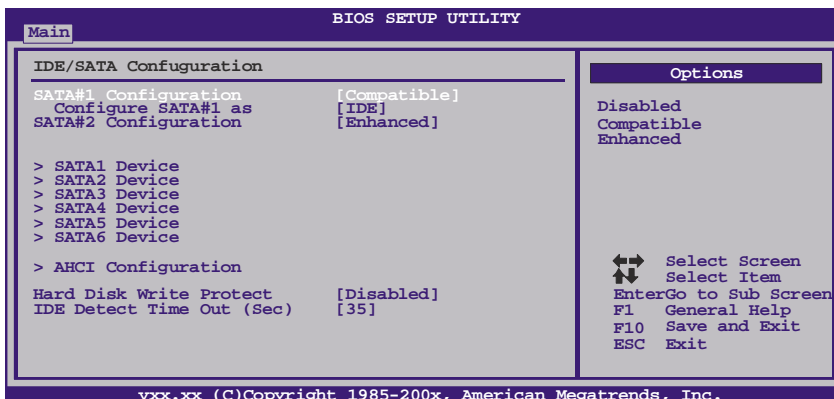 BIOS SETUP UTILITY
Main
IDE/SATA Confuguration
SATA#1 Configuration [Compatible]
Configure SATA#1 as [IDE]
SATA#2 Configuration [Enhanced]
> SATA1 Device
> SATA2 Device
> SATA3 Device
> SATA4 Device
> SATA5 Device
> SATA6 Device
> AHCI Configuration
Hard Disk Write Protect [Disabled]
IDE Detect Time Out (Sec) [35]
Options
Disabled
Compatible
Enhanced
Select Screen
Select Item
EnterGo to Sub Screen
F1 General Help
F10 Save and Exit
ESC Exit
vxx.xx (C)Copyright 1985-200x, American Megatrends, Inc.